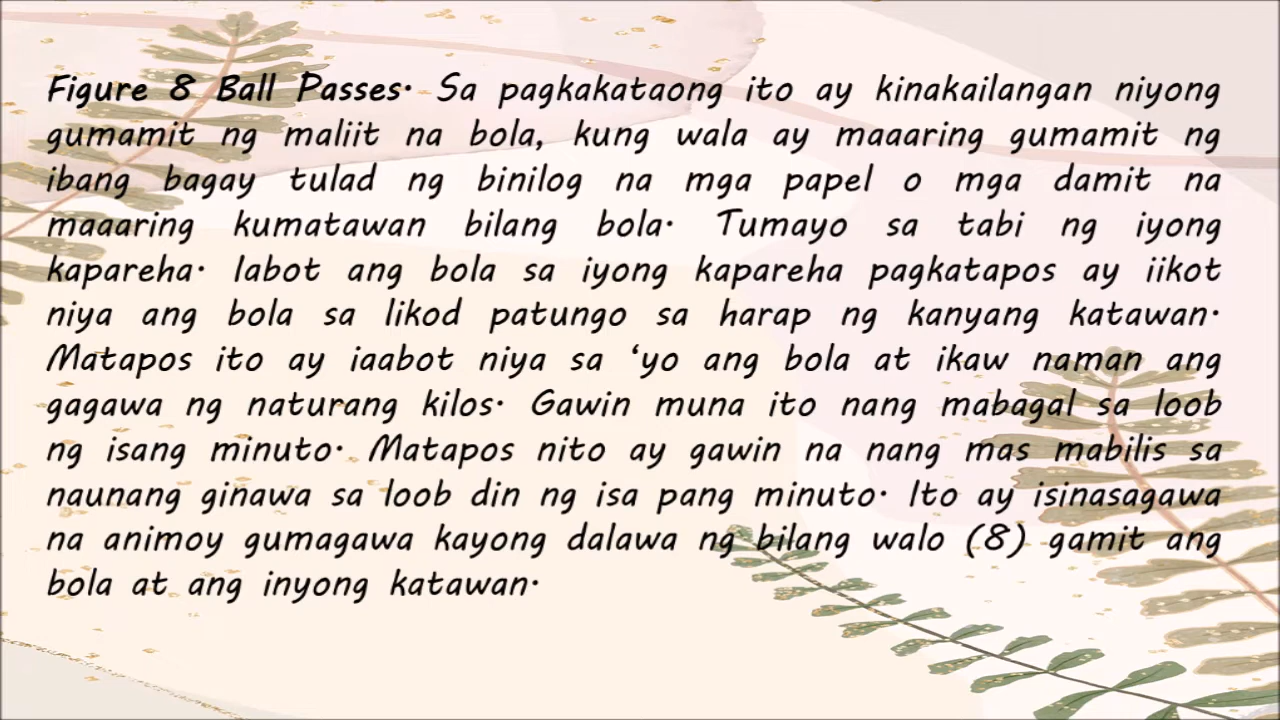 Figure 8 Ball Passes. Sa pagkakataong ito ay kinakailangan niyong
gumamit ng maliit na bola, kung wala ay maaaring gumamit ng
ibang bagay tulad ng binilog na mga papel o mga damit na
maaaring kumatawan bilang bola. Tumayo sa tabi ng iyong
kapareha. Iabot ang bola sa iyong kapareha pagkatapos ay iikot
niya ang bola sa likod patungo sa harap ng kanyang katawan.
Matapos ito ay iaabot niya sa ‘yo ang bola at ikaw naman ang
gagawa ng naturang kilos. Gawin muna ito nang mabagal sa loob
ng isang minuto. Matapos nito ay gawin na nang mas mabilis sa
naunang ginawa sa loob din ng isa pang minuto. Ito ay isinasagawa
na animoy gumagawa kayong dalawa ng bilang walo (8) gamit ang
bola at ang inyong katawan.